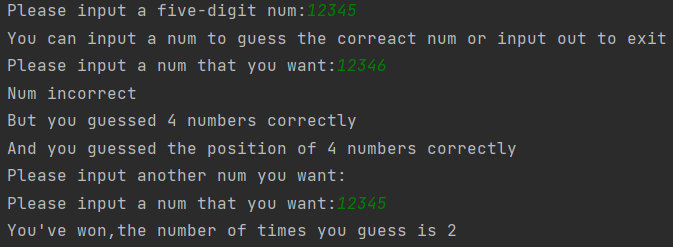 Please input a five-digit num:12345
You can input a num to guess the correact num or input out to exit
Please input a num that you want:12346
Num incorrect
But you guessed 4 numbers correctly
And you guessed the position of 4 numbers correctly
Please input another num you want:
Please input a num that you want:12345
You've won,the number of times you guess is 2